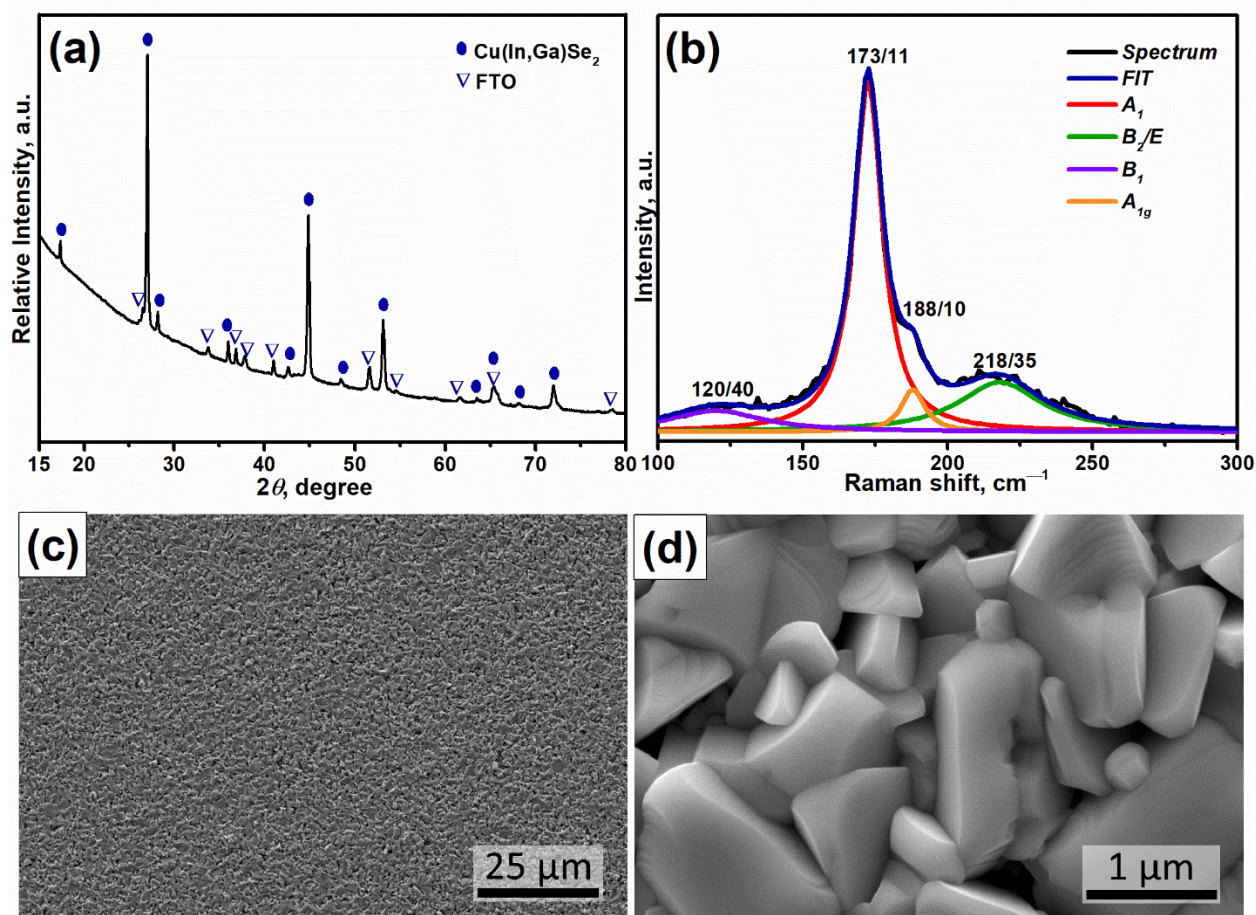 (a)
Cu(In,Ga)Se₂
FTO
Relative Intensity, a.u.
15 20 30 40 50 60 70 80
2θ, degree
(b)
173/11
188/10
218/35
120/40
Spectrum
FIT
A₁
B₂/E
B₁
A₁g
Intensity, a.u.
100 150 200 250 300
Raman shift, cm⁻¹
(c)
25 µm
(d)
1 µm